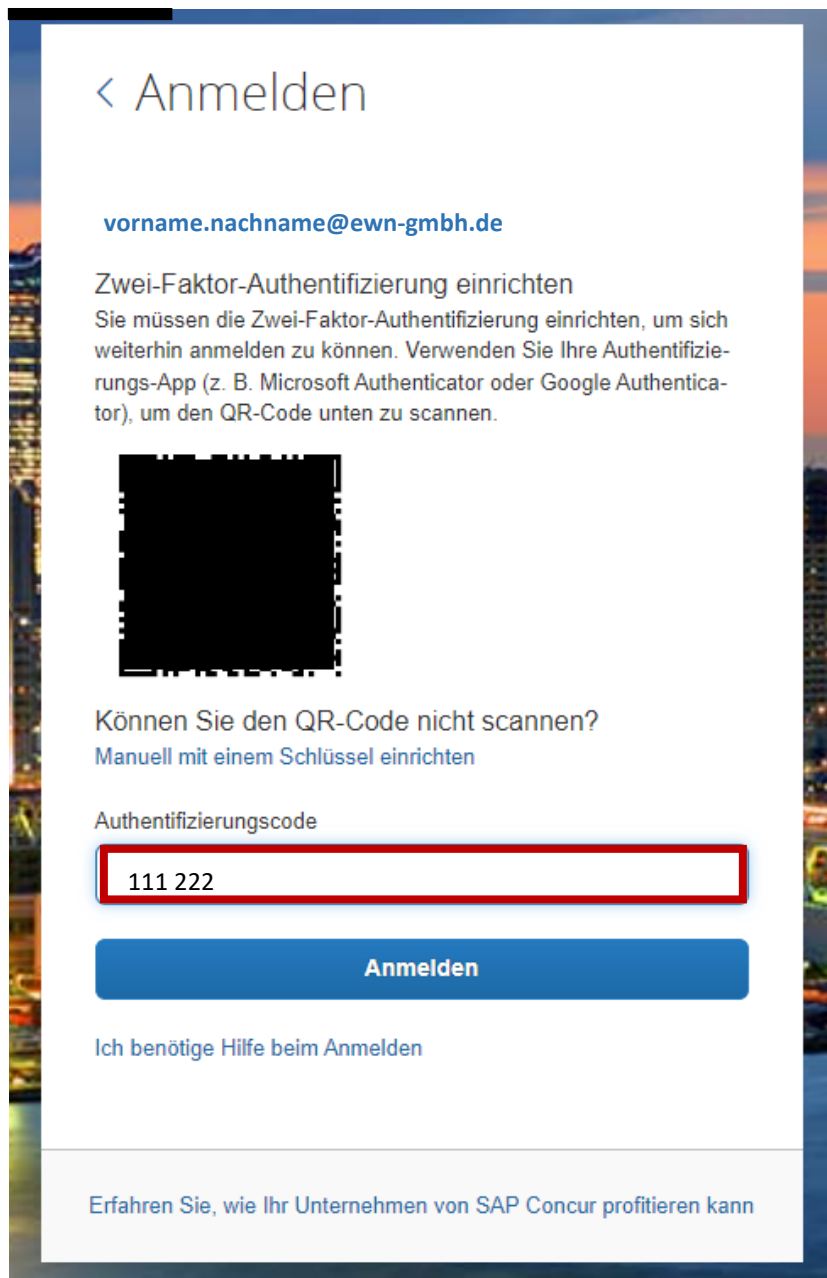 < Anmelden
vorname.nachname@ewn-gmbh.de
Zwei-Faktor-Authentifizierung einrichten
Sie müssen die Zwei-Faktor-Authentifizierung einrichten, um sich
weiterhin anmelden zu können. Verwenden Sie Ihre Authentifizie-
rungs-App (z. B. Microsoft Authenticator oder Google Authentica-
tor), um den QR-Code unten zu scannen.
Können Sie den QR-Code nicht scannen?
Manuell mit einem Schlüssel einrichten
Authentifizierungscode
111 222
Anmelden
Ich benötige Hilfe beim Anmelden
Erfahren Sie, wie Ihr Unternehmen von SAP Concur profitieren kann